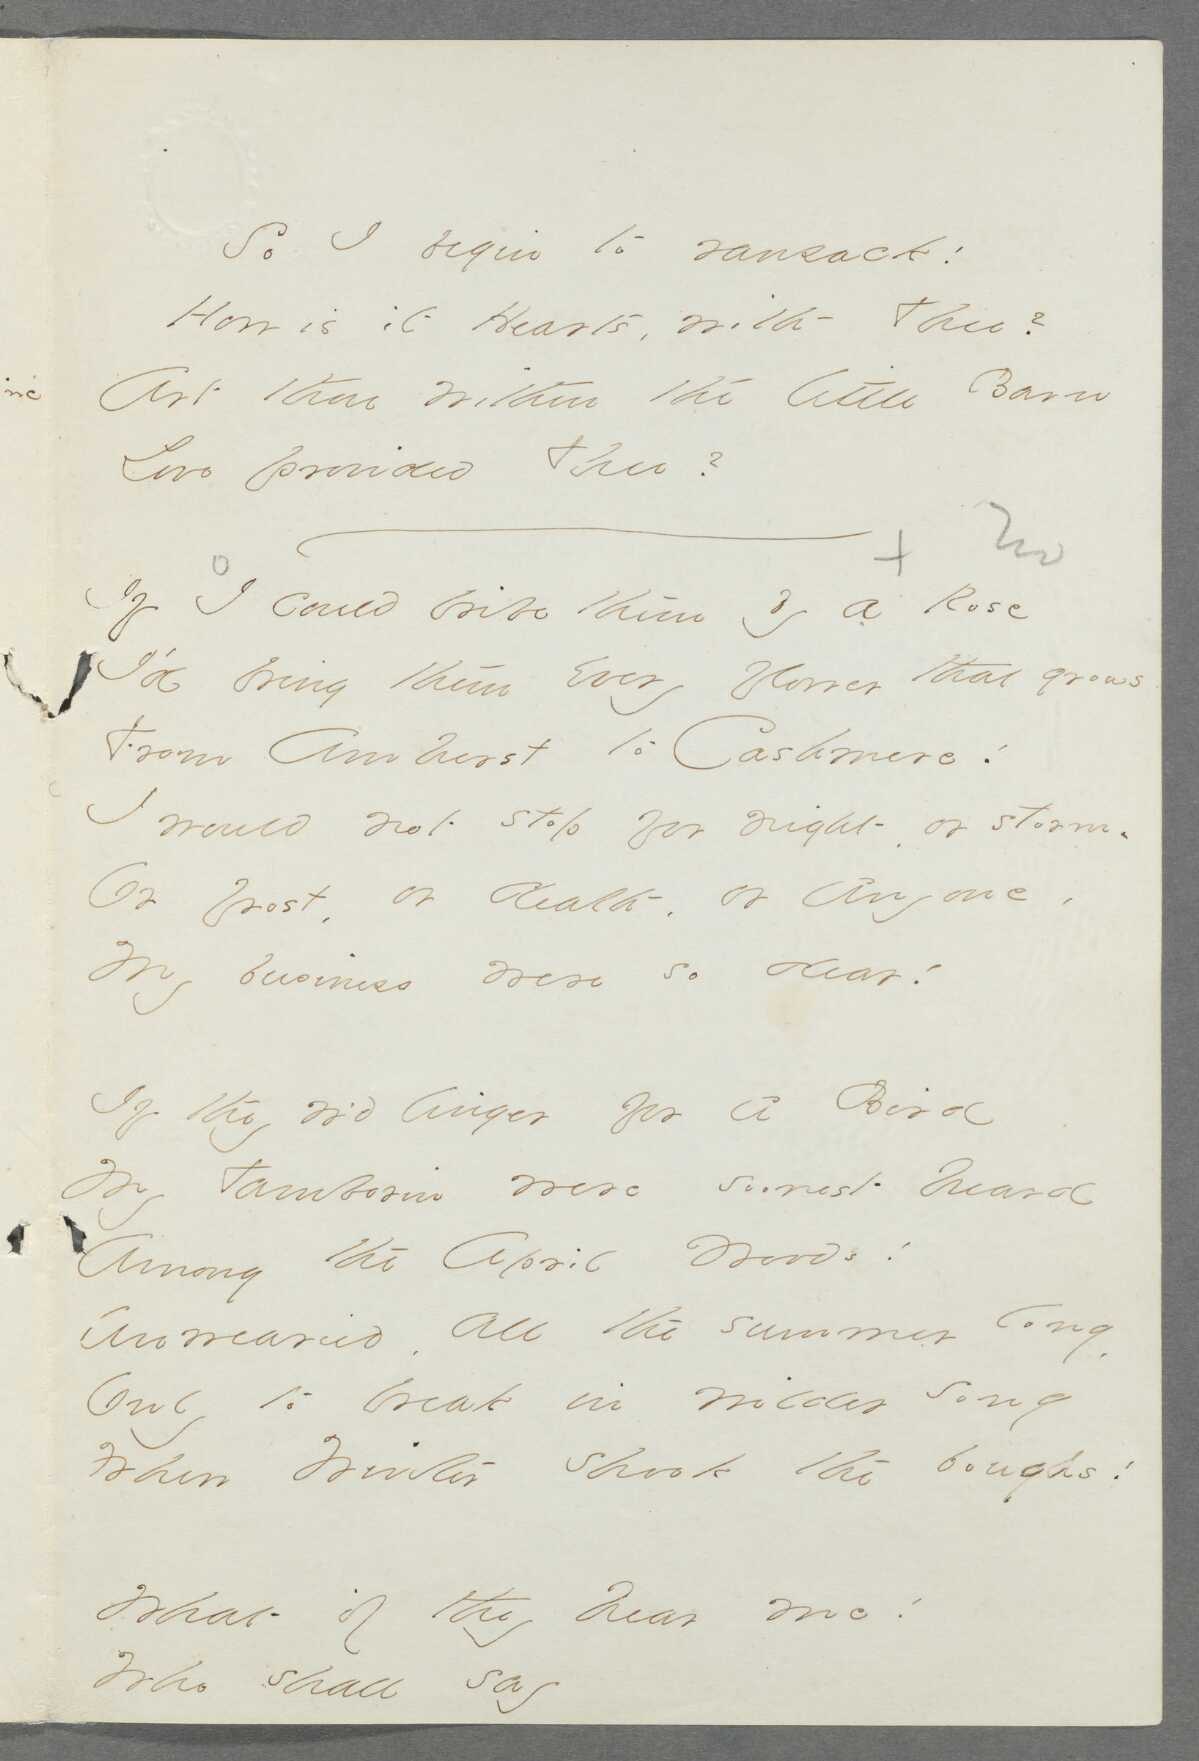 So I begin to ransack!
How is it Hearts, with Thee?
Art thou within the little Barn
Love provided Thee?
+ No
o
If I could bribe them by a Rose
I'd bring them Every flower that grows
From Amherst to Cashmere!
I would not stop for night, or storm.
Or frost, or death, or Anyone,
My business were so dear!
If they wd linger for a Bird
My Tamborin were soonest heard
Among the April Woods!
Unwearied, all the summer long,
Only to break in wilder song
When Winter shook the boughs!
What if they hear me!
Who shall say